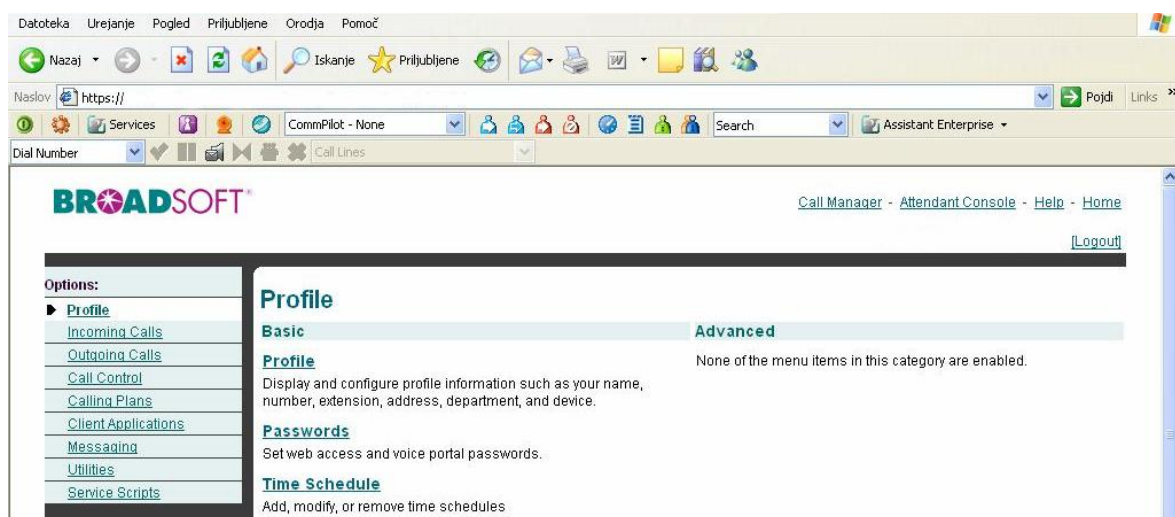 Datoteka Urejanje Pogled Priljubljene Orodja Pomoč
Nazaj Iskanje Priljubljene
Naslov https:// Pojdi Links »
Services CommPilot - None Search Assistant Enterprise
Dial Number Call Lines
BROADSOFT
Call Manager - Attendant Console - Help - Home
[Logout]
Options:
Profile
Incoming Calls
Outgoing Calls
Call Control
Calling Plans
Client Applications
Messaging
Utilities
Service Scripts
Profile
Basic
Profile
Display and configure profile information such as your name,
number, extension, address, department, and device.
Passwords
Set web access and voice portal passwords.
Time Schedule
Add, modify, or remove time schedules
Advanced
None of the menu items in this category are enabled.